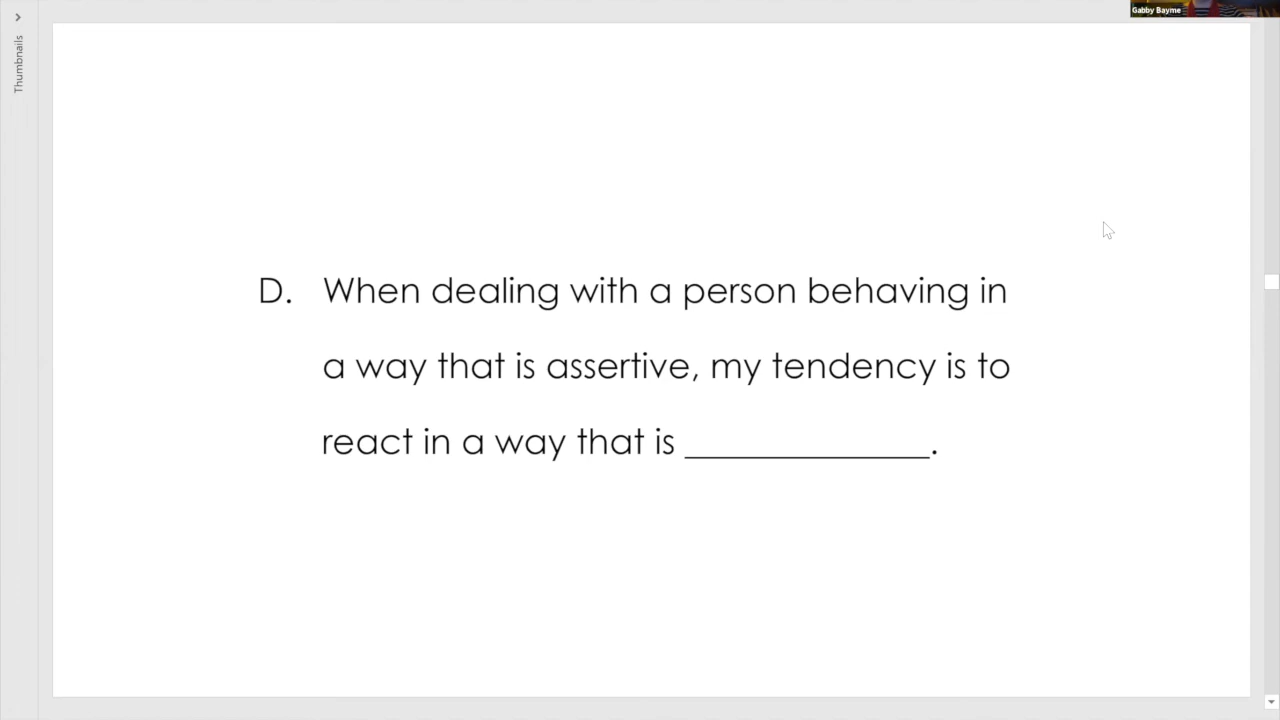 Gabby Bayme
Thumbnails
D. When dealing with a person behaving in
a way that is assertive, my tendency is to
react in a way that is ______________.